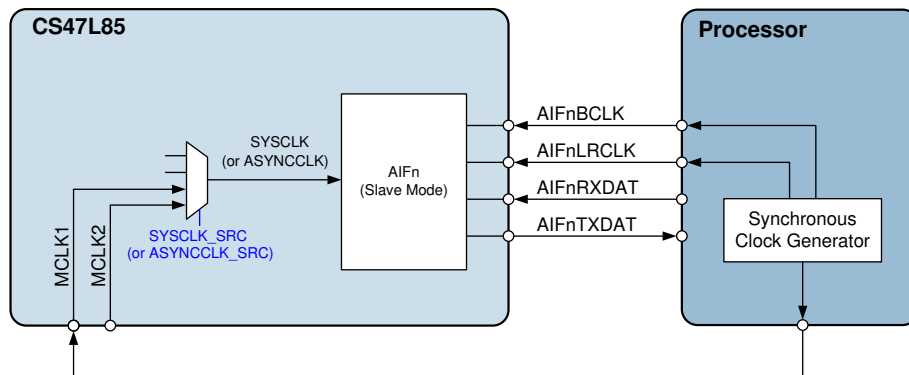 CS47L85
Processor
AIFnBCLK
SYSCLK
(or ASYNCCLK)
AIFnLRCLK
AIFn
(Slave Mode)
AIFnRXDAT
AIFnTXDAT
Synchronous
Clock Generator
SYSCLK_SRC
(or ASYNCCLK_SRC)
MCLK1
MCLK2